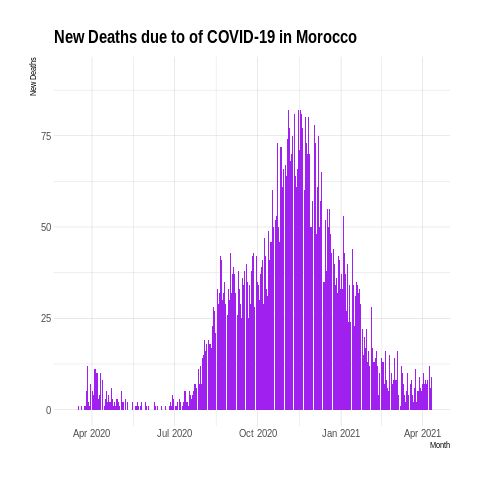 New Deaths due to of COVID-19 in Morocco
New Deaths
75
50
25
0
Apr 2020
Jul 2020
Oct 2020
Jan 2021
Apr 2021
Month